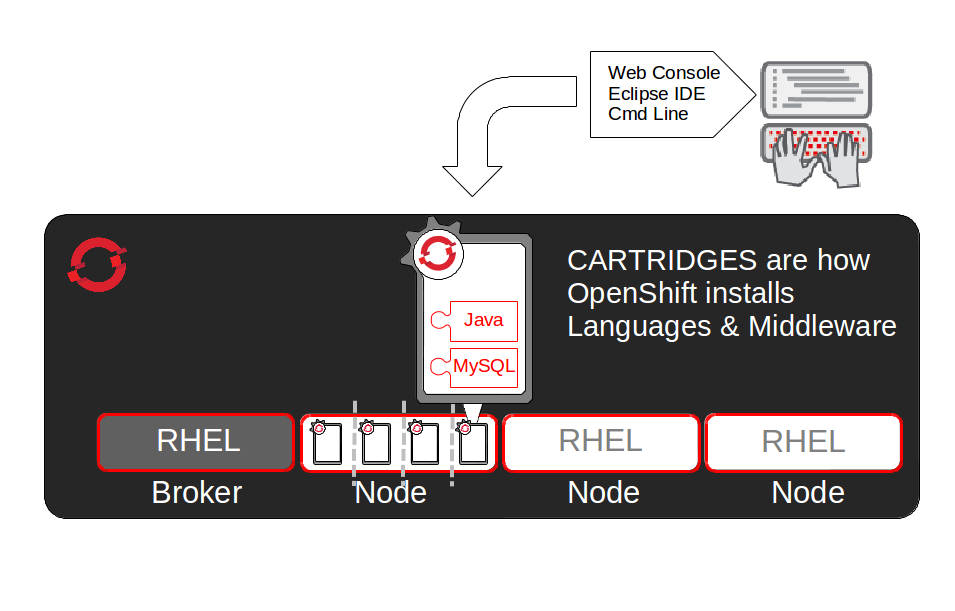 Web Console
Eclipse IDE
Cmd Line
CARTRIDGES are how
OpenShift installs
Languages & Middleware
Java
MySQL
RHEL
RHEL
RHEL
Broker
Node
Node
Node